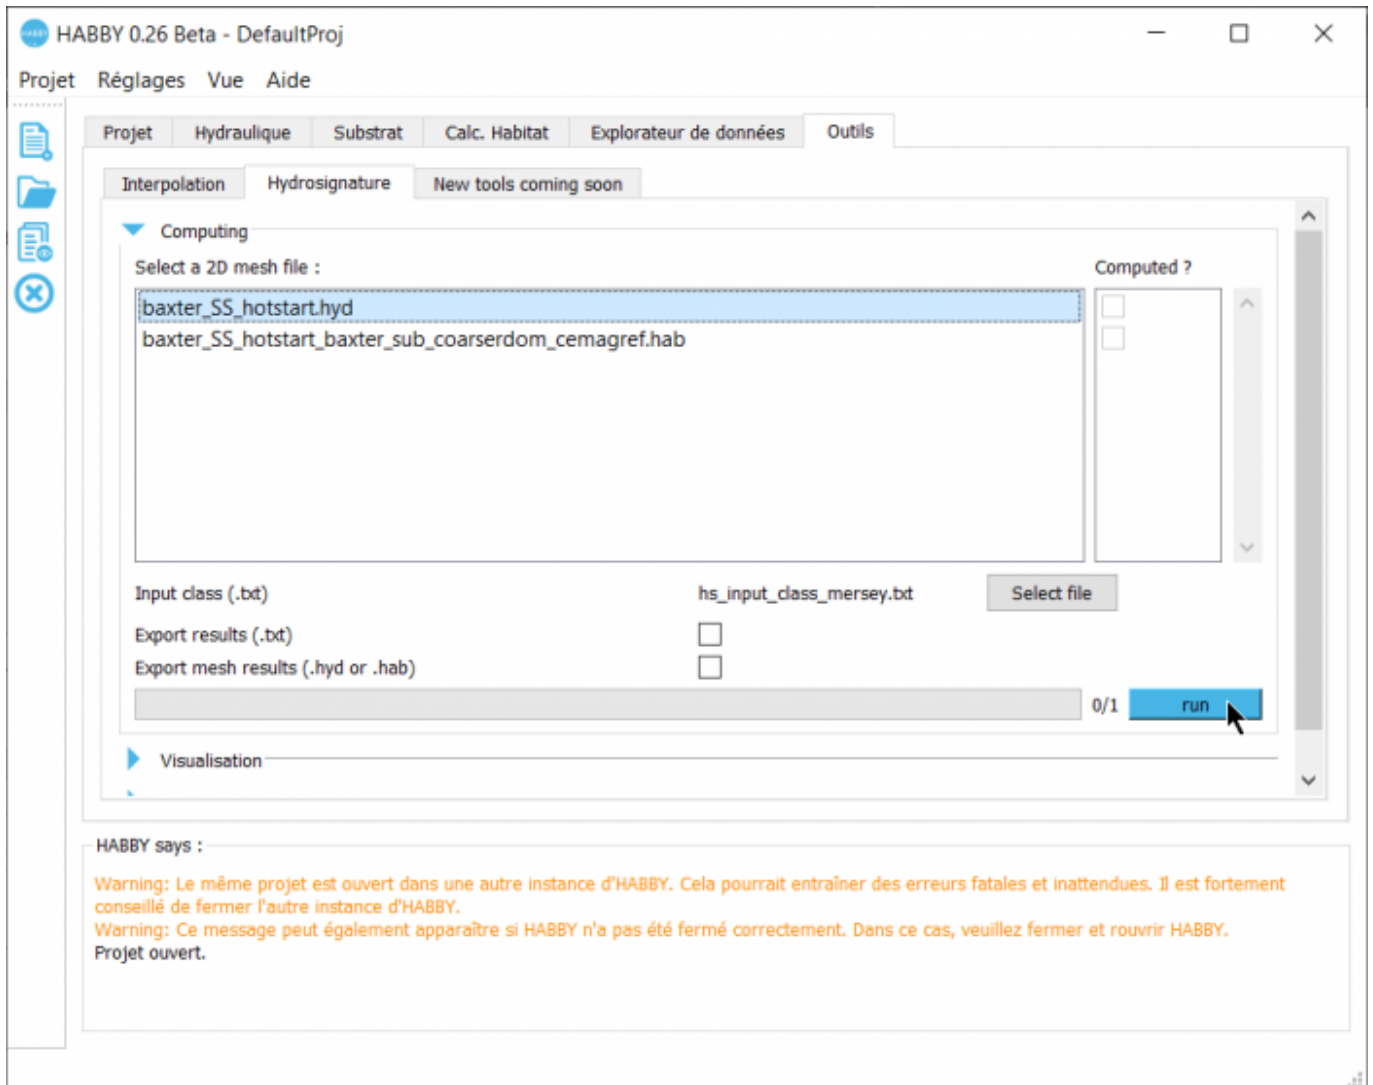 HABBY 0.26 Beta - DefaultProj
Projet Réglages Vue Aide
Projet Hydraulique Substrat Calc. Habitat Explorateur de données Outils
Interpolation Hydrosignature New tools coming soon
Computing
Select a 2D mesh file : Computed ?
baxter_SS_hotstart.hyd
baxter_SS_hotstart_baxter_sub_coarserdom_cemagref.hab
Input class (.txt) hs_input_class_mersey.txt Select file
Export results (.txt)
Export mesh results (.hyd or .hab)
0/1 run
Visualisation
HABBY says :
Warning: Le même projet est ouvert dans une autre instance d'HABBY. Cela pourrait entraîner des erreurs fatales et inattendues. Il est fortement
conseillé de fermer l'autre instance d'HABBY.
Warning: Ce message peut également apparaître si HABBY n'a pas été fermé correctement. Dans ce cas, veuillez fermer et rouvrir HABBY.
Projet ouvert.